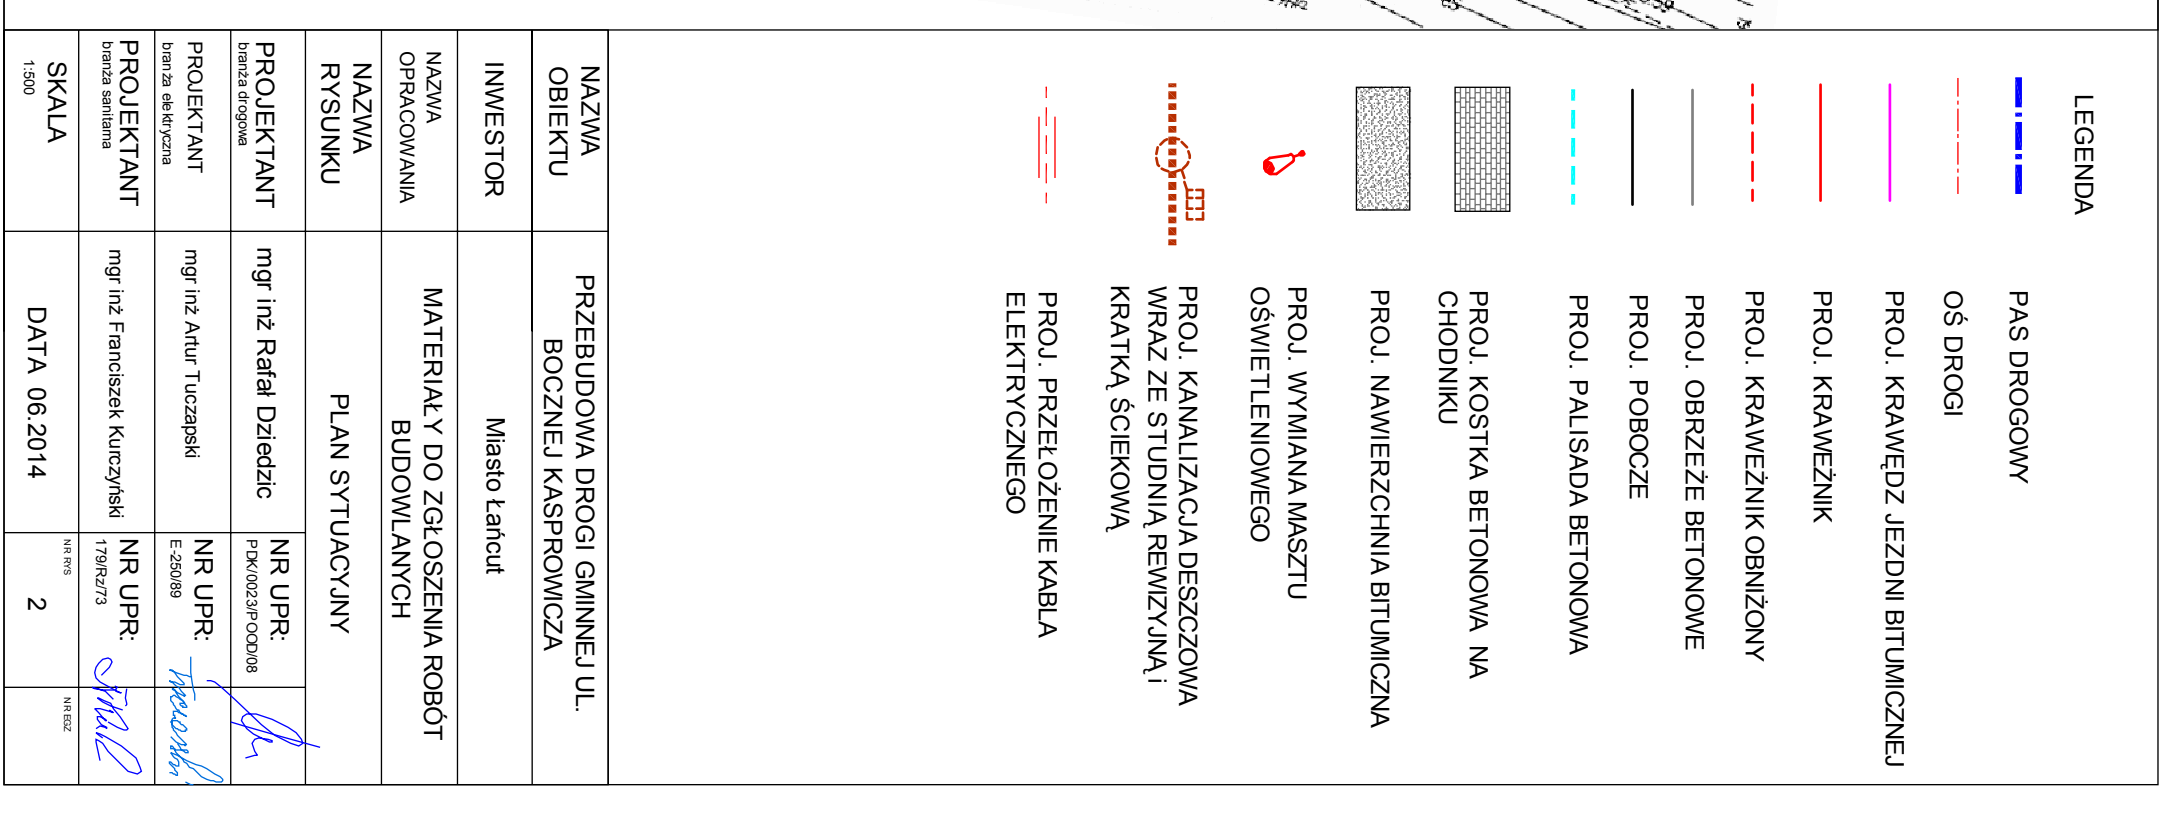 LEGENDA
PAS DROGOWY
OŚ DROGI
PROJ. KRAWĘDZ JEZDNI BITUMICZNEJ
PROJ. KRAWEŻNIK
PROJ. KRAWEŻNIK OBNIŻONY
PROJ. OBRZEŻE BETONOWE
PROJ. POBOCZE
PROJ. PALISADA BETONOWA
PROJ. KOSTKA BETONOWA NA
CHODNIKU
PROJ. NAWIERZCHNIA BITUMICZNA
PROJ. WYMIANA MASZTU
OŚWIETLENIOWEGO
PROJ. KANALIZACJA DESZCZOWA
WRAZ ZE STUDNIĄ REWIZYJNĄ i
KRATKĄ ŚCIEKOWĄ
PROJ. PRZEŁOŻENIE KABLA
ELEKTRYCZNEGO
NAZWA
OBIEKTU
PRZEBUDOWA DROGI GMINNEJ UL.
BOCZNEJ KASPROWICZA
INWESTOR
Miasto Łańcut
NAZWA
OPRACOWANIA
MATERIAŁY DO ZGŁOSZENIA ROBÓT
BUDOWLANYCH
NAZWA
RYSUNKU
PLAN SYTUACYJNY
PROJEKTANT
branża drogowa
mgr inż Rafał Dziedzic
NR UPR:
PDK/0023/POOD/08
PROJEKTANT
branża elektryczna
mgr inż Artur Tuczapski
NR UPR:
E-250/89
PROJEKTANT
branża sanitarna
mgr inż Franciszek Kurczyński
NR UPR:
179/Rz/73
SKALA
1:500
DATA 06.2014
NR RYS
2
NR EGZ